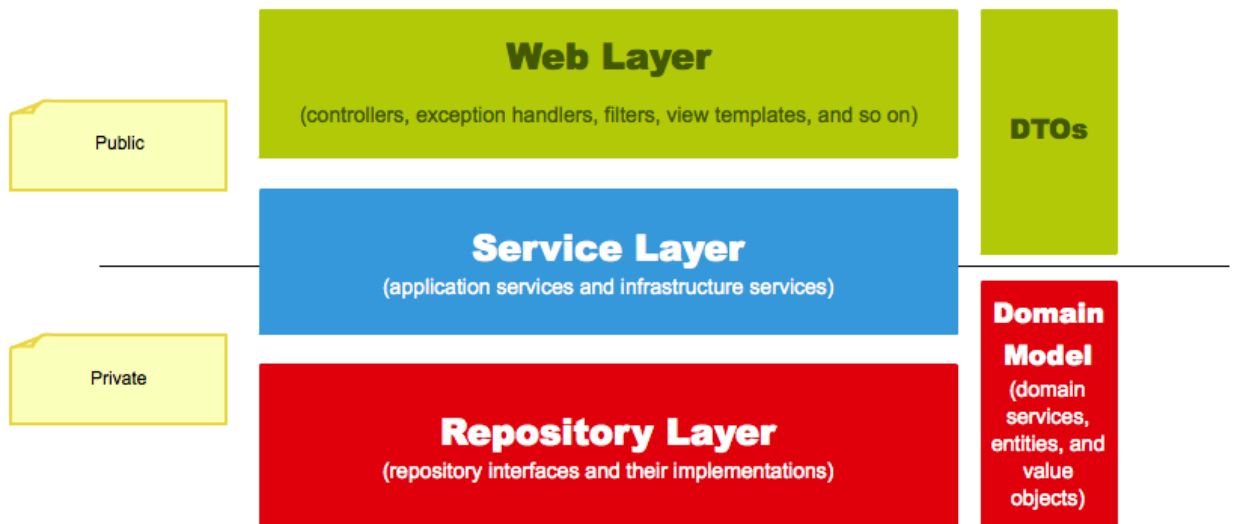 Web Layer
(controllers, exception handlers, filters, view templates, and so on)
DTOs
Public
Service Layer
(application services and infrastructure services)
Domain
Model
(domain
services,
entities, and
value
objects)
Private
Repository Layer
(repository interfaces and their implementations)